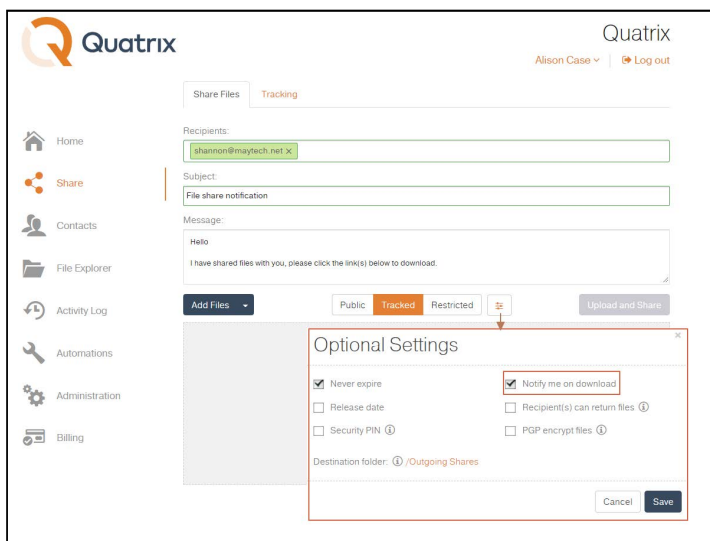 Quatrix
Quatrix
Alison Case
Log out
Share Files
Tracking
Home
Share
Contacts
File Explorer
Activity Log
Automations
Administration
Billing
Recipients:
shannon@maytech.net ×
Subject:
File share notification
Message:
Hello
I have shared files with you, please click the link(s) below to download.
Add Files
Public
Tracked
Restricted
Upload and Share
Optional Settings
×
Never expire
Notify me on download
Release date
Recipient(s) can return files
Security PIN
PGP encrypt files
Destination folder: /Outgoing Shares
Cancel
Save